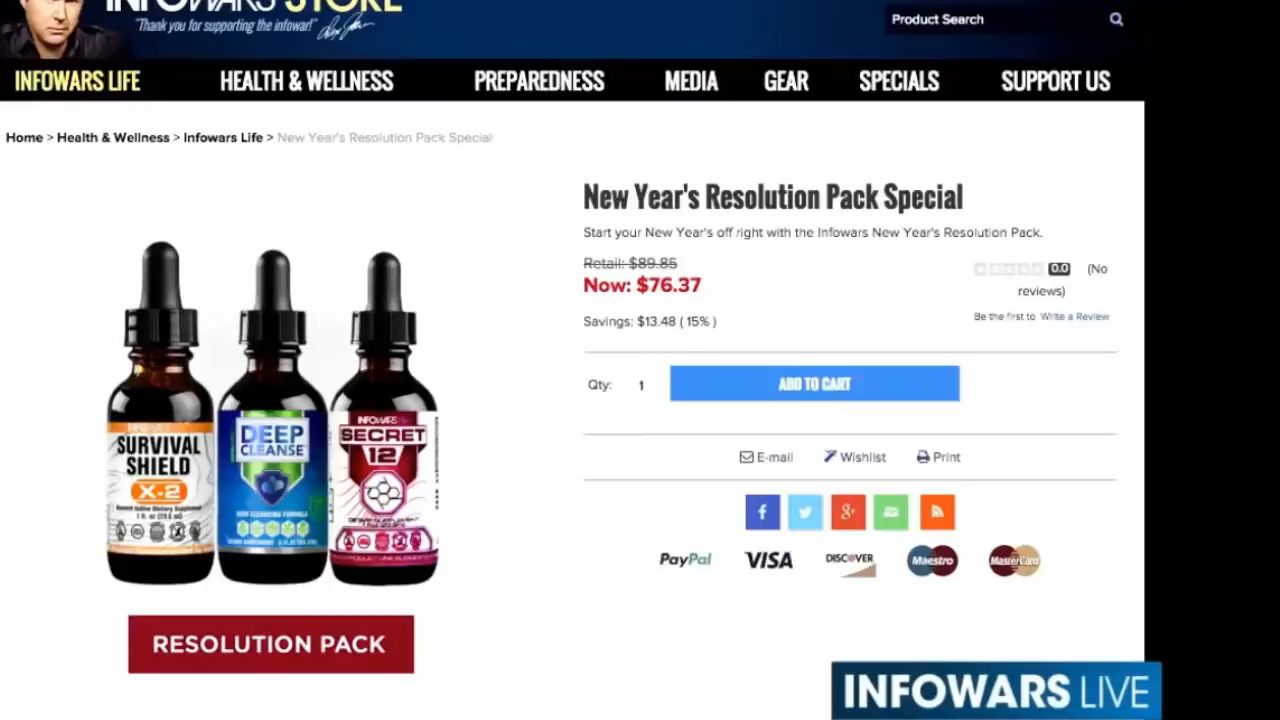 INFOWARS STORE
"Thank you for supporting the infowar!" Alex Jones
Product Search
INFOWARS LIFE HEALTH & WELLNESS PREPAREDNESS MEDIA GEAR SPECIALS SUPPORT US
Home > Health & Wellness > Infowars Life > New Year's Resolution Pack Special
New Year's Resolution Pack Special
Start your New Year's off right with the Infowars New Year's Resolution Pack.
Retail: $89.85
Now: $76.37
0.0 (No
reviews)
Savings: $13.48 ( 15% )
Be the first to Write a Review
Qty: 1 ADD TO CART
E-mail Wishlist Print
f g+
PayPal VISA DISCOVER Maestro MasterCard
SURVIVAL
SHIELD
X-2
DEEP
CLEANSE
INFOWARS
SECRET
12
RESOLUTION PACK
INFOWARS LIVE